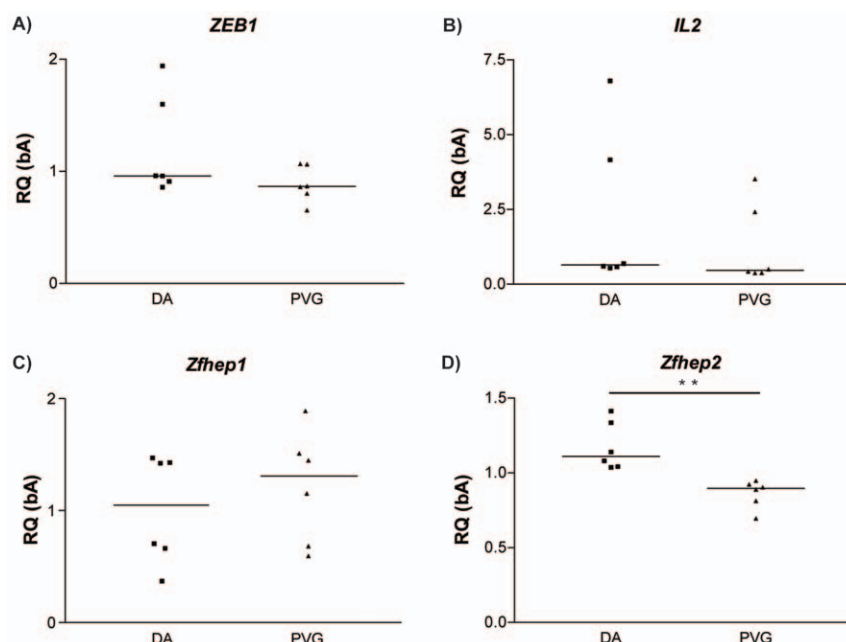 A)
ZEB1
RQ (bA)
2
1
0
DA PVG
B)
IL2
RQ (bA)
7.5
5.0
2.5
0.0
DA PVG
C)
Zfhep1
RQ (bA)
2
1
0
DA PVG
D)
Zfhep2
* *
RQ (bA)
1.5
1.0
0.5
0.0
DA PVG